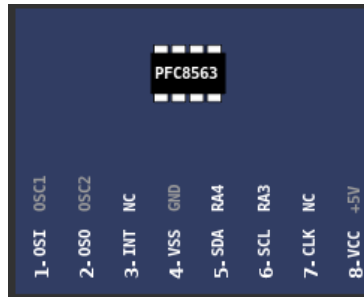 PFC8563
1. OSI OSC1
2. OSO OSC2
3. INT NC
4. VSS GND
5. SDA RA4
6. SCL RA3
7. CLK NC
8. VCC +5V